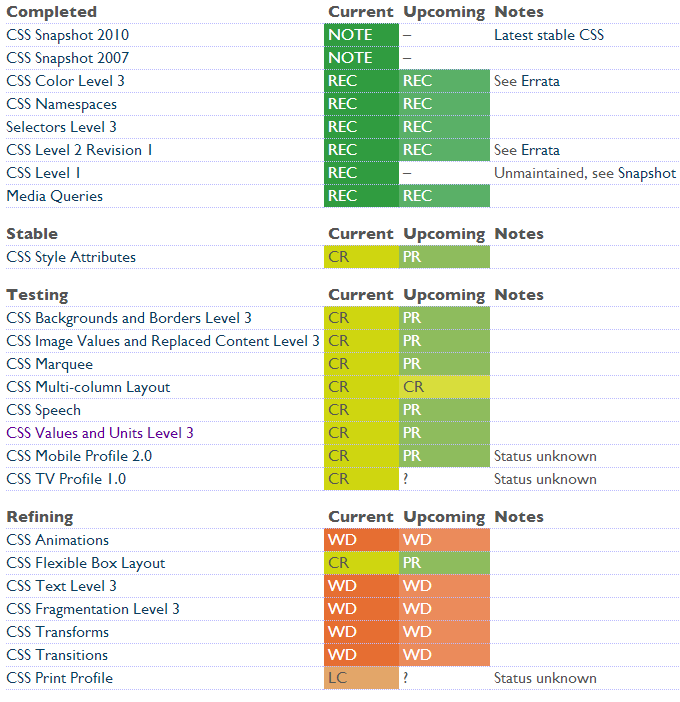 Completed Current Upcoming Notes
CSS Snapshot 2010 NOTE – Latest stable CSS
CSS Snapshot 2007 NOTE –
CSS Color Level 3 REC REC See Errata
CSS Namespaces REC REC
Selectors Level 3 REC REC
CSS Level 2 Revision 1 REC REC See Errata
CSS Level 1 REC – Unmaintained, see Snapshot
Media Queries REC REC
Stable Current Upcoming Notes
CSS Style Attributes CR PR
Testing Current Upcoming Notes
CSS Backgrounds and Borders Level 3 CR PR
CSS Image Values and Replaced Content Level 3 CR PR
CSS Marquee CR PR
CSS Multi-column Layout CR CR
CSS Speech CR PR
CSS Values and Units Level 3 CR PR
CSS Mobile Profile 2.0 CR PR Status unknown
CSS TV Profile 1.0 CR ? Status unknown
Refining Current Upcoming Notes
CSS Animations WD WD
CSS Flexible Box Layout CR PR
CSS Text Level 3 WD WD
CSS Fragmentation Level 3 WD WD
CSS Transforms WD WD
CSS Transitions WD WD
CSS Print Profile LC ? Status unknown